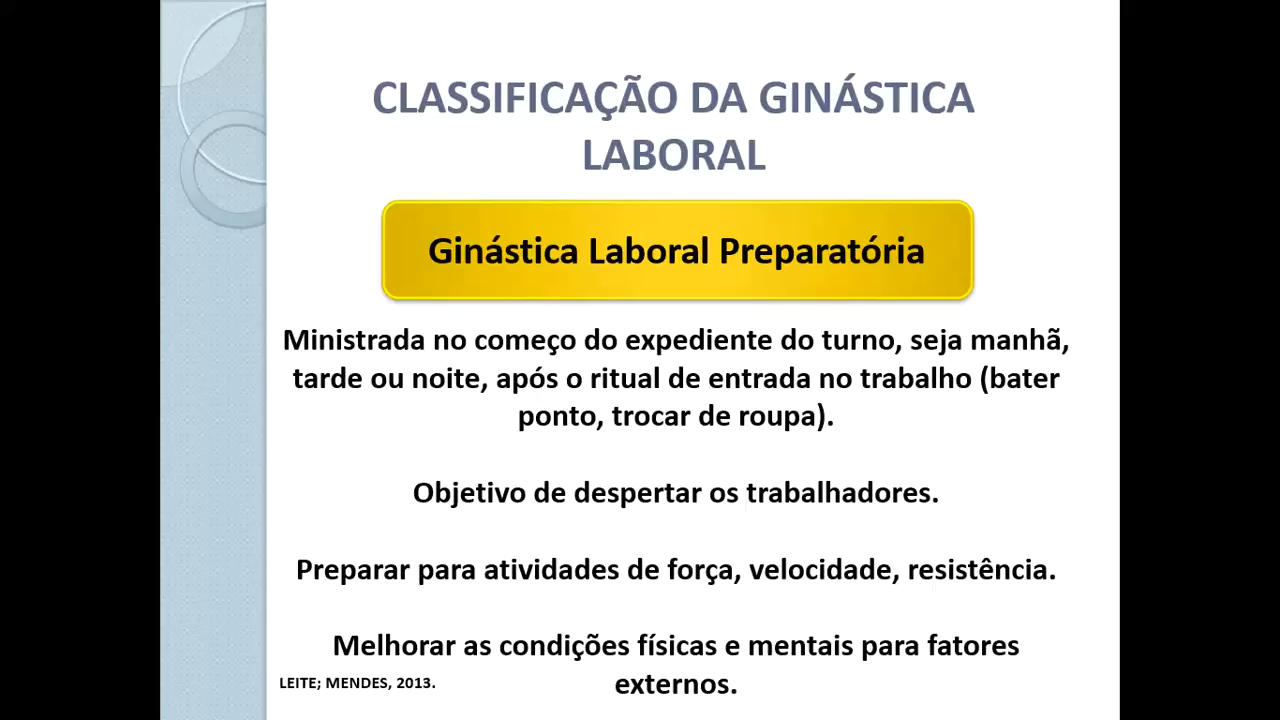 CLASSIFICAÇÃO DA GINÁSTICA
LABORAL
Ginástica Laboral Preparatória
Ministrada no começo do expediente do turno, seja manhã,
tarde ou noite, após o ritual de entrada no trabalho (bater
ponto, trocar de roupa).
Objetivo de despertar os trabalhadores.
Preparar para atividades de força, velocidade, resistência.
Melhorar as condições físicas e mentais para fatores
externos.
LEITE; MENDES, 2013.